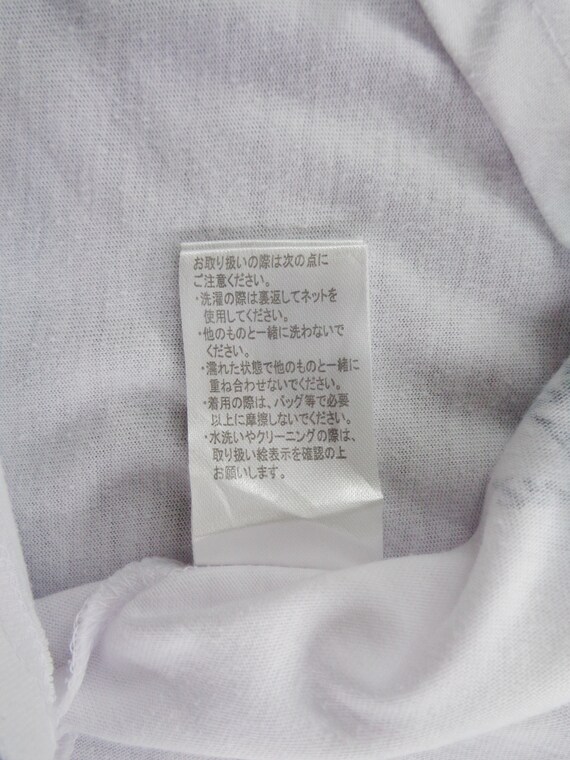 お取り扱いの際は次の点に
ご注意ください。
・洗濯の際は裏返してネットを
使用してください。
・他のものと一緒に洗わないで
ください。
・濡れた状態で他のものと一緒に
重ね合わせないでください。
・着用の際は、バッグ等で必要
以上に摩擦しないでください。
・水洗いやクリーニングの際は、
取り扱い絵表示を確認の上
お願いします。